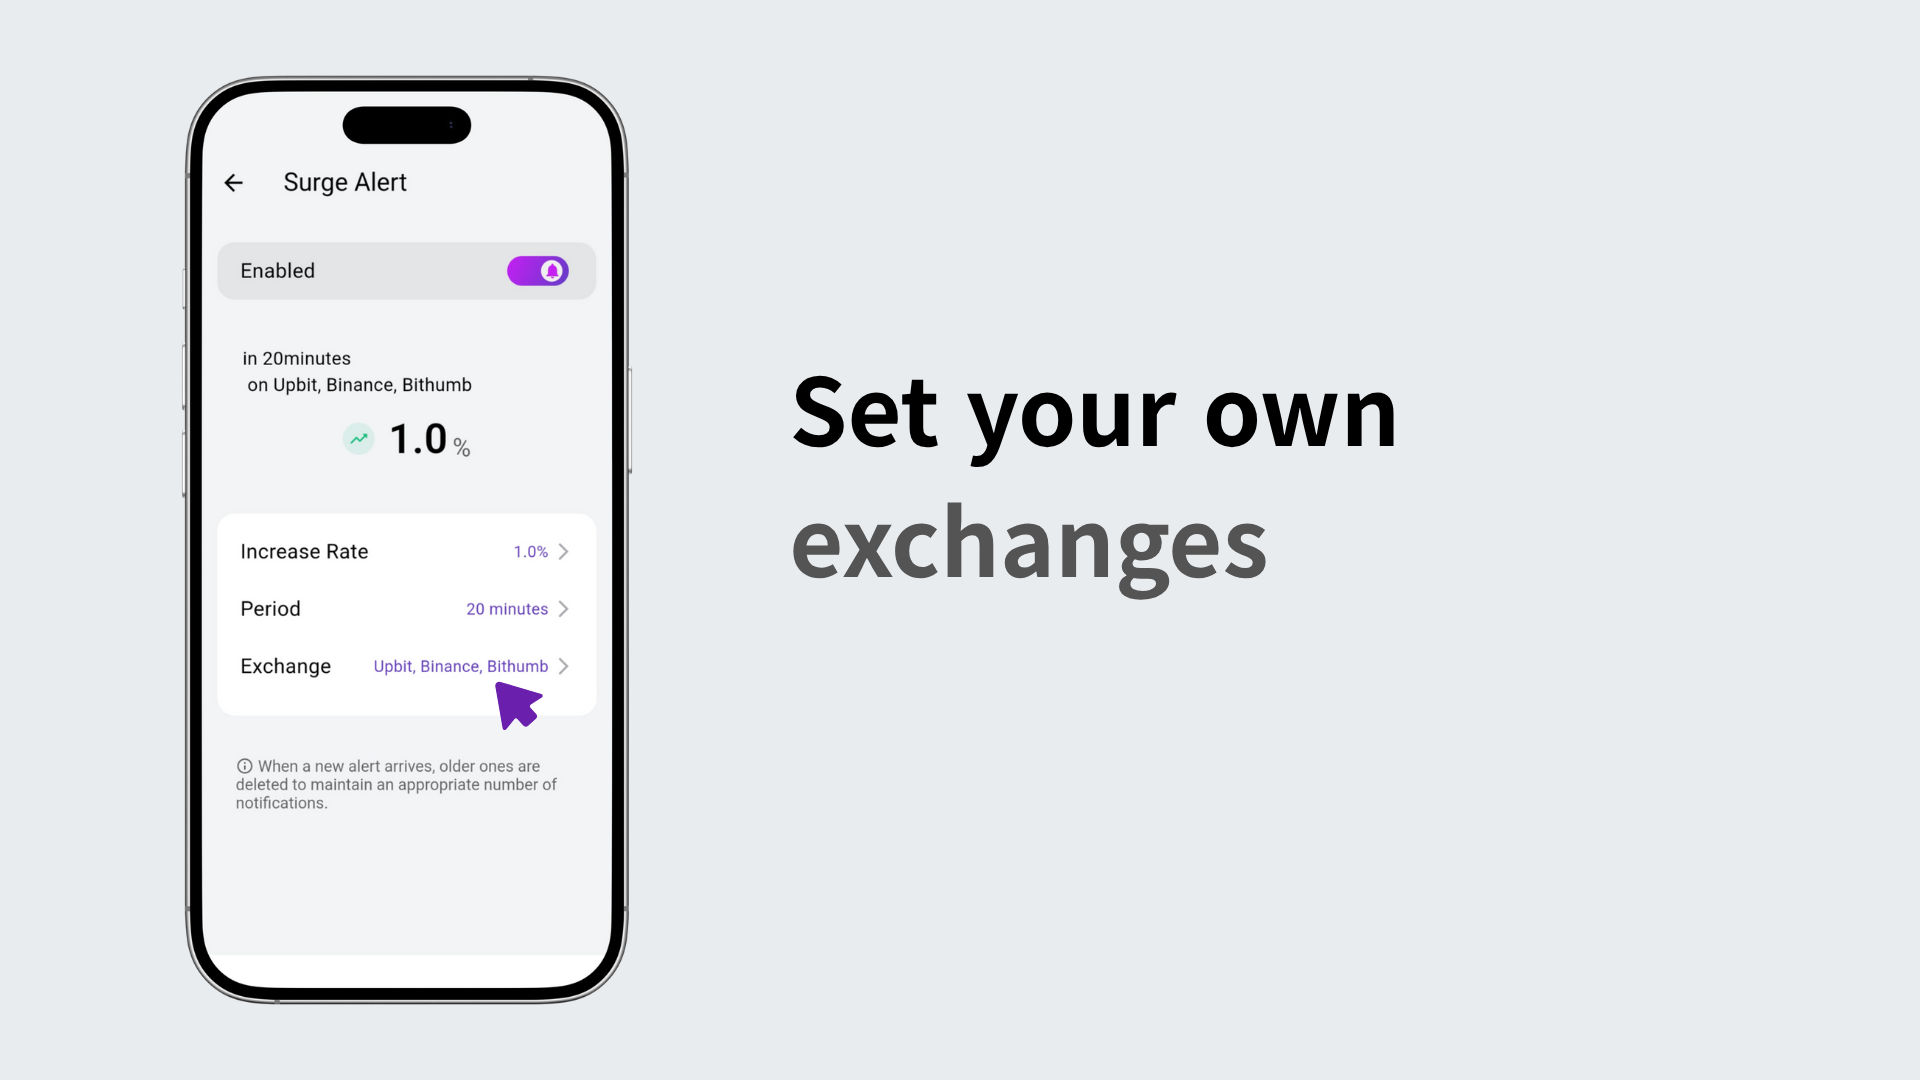 Surge Alert
Enabled
in 20minutes
on Upbit, Binance, Bithumb
1.0 %
Increase Rate 1.0%
Period 20 minutes
Exchange Upbit, Binance, Bithumb
When a new alert arrives, older ones are
deleted to maintain an appropriate number of
notifications.
Set your own
exchanges